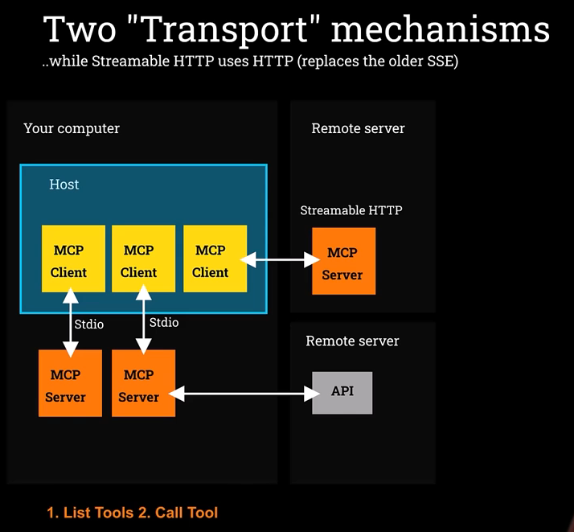 Two "Transport" mechanisms
..while Streamable HTTP uses HTTP (replaces the older SSE)
Your computer
Remote server
Host
Streamable HTTP
MCP
Client
MCP
Client
MCP
Client
MCP
Server
Stdio
Stdio
Remote server
MCP
Server
MCP
Server
API
1. List Tools 2. Call Tool